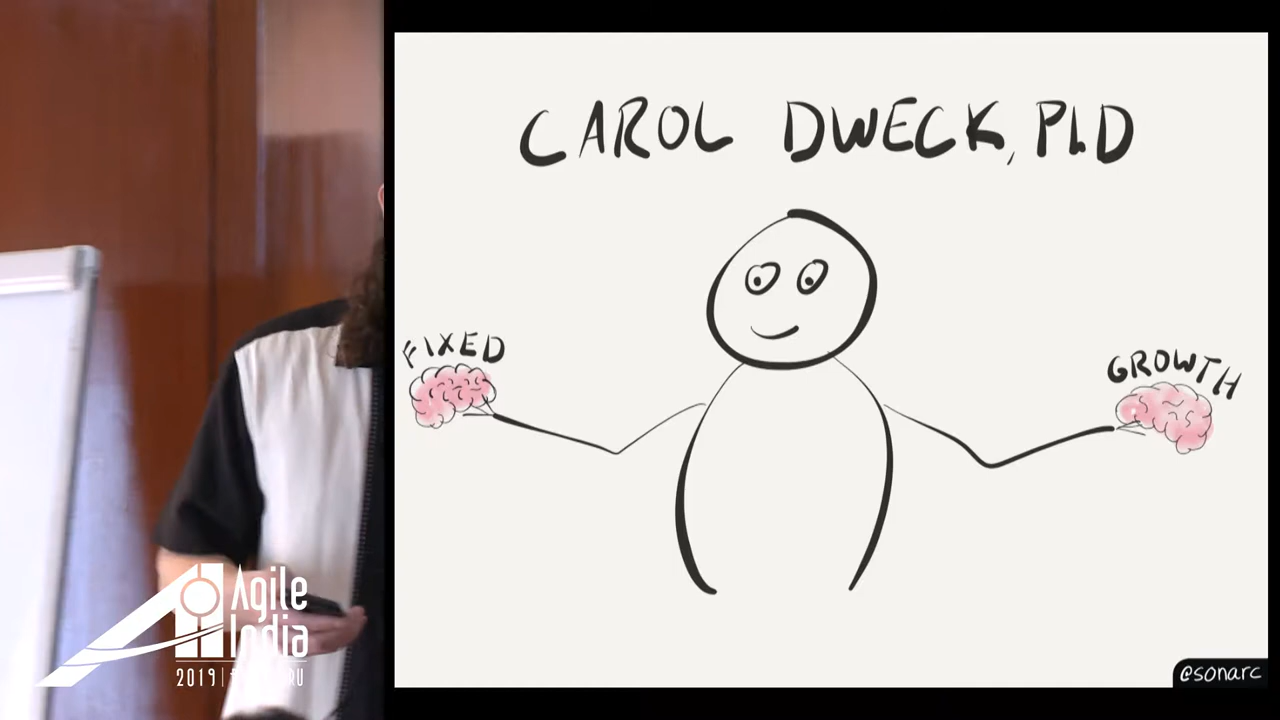 CAROL DWECK, PhD
FIXED
GROWTH
Agile
India
2019 |
@sonarc